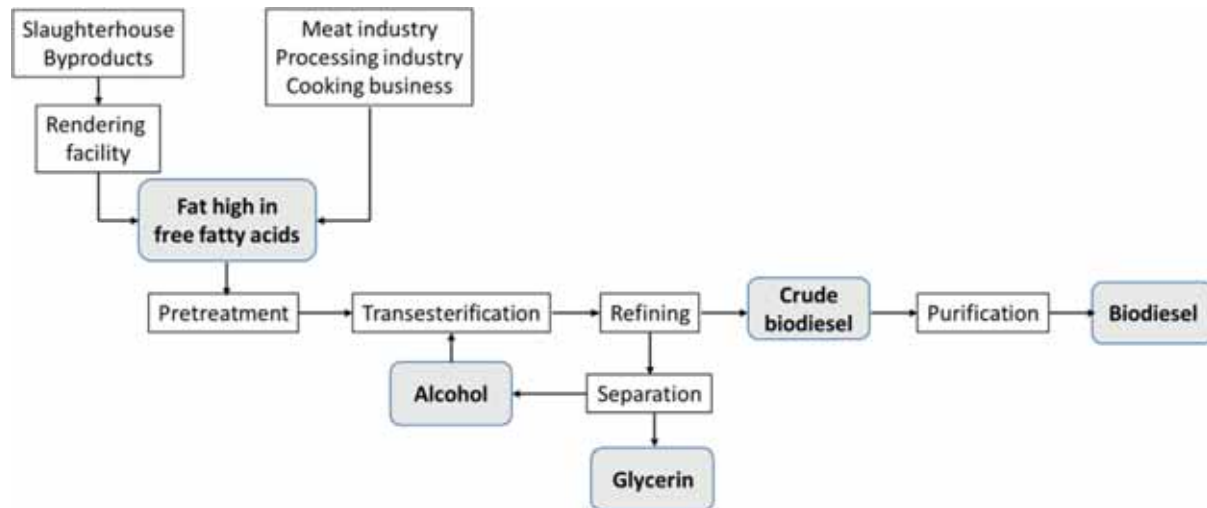 Slaughterhouse
Byproducts
Meat industry
Processing industry
Cooking business
Rendering
facility
Fat high in
free fatty acids
Pretreatment
Transesterification
Refining
Crude
biodiesel
Purification
Biodiesel
Alcohol
Separation
Glycerin